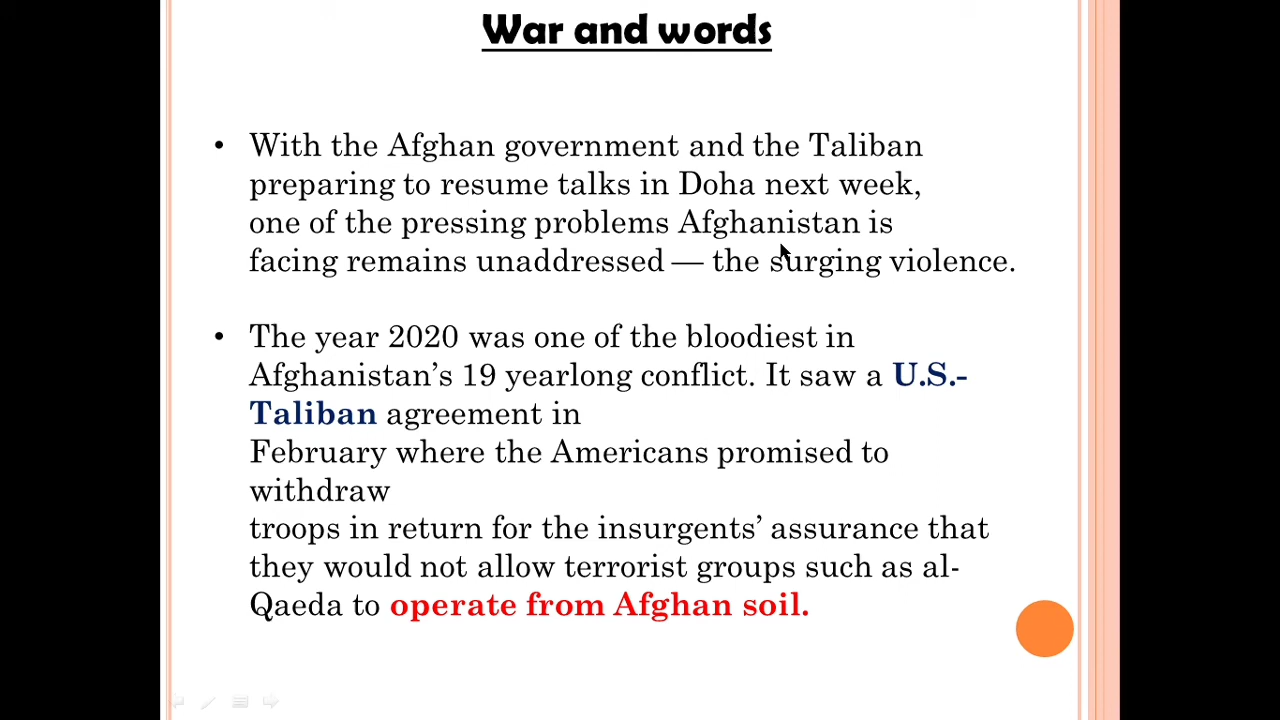 War and words
• With the Afghan government and the Taliban
preparing to resume talks in Doha next week,
one of the pressing problems Afghanistan is
facing remains unaddressed — the surging violence.
• The year 2020 was one of the bloodiest in
Afghanistan’s 19 yearlong conflict. It saw a U.S.-
Taliban agreement in
February where the Americans promised to
withdraw
troops in return for the insurgents’ assurance that
they would not allow terrorist groups such as al-
Qaeda to operate from Afghan soil.